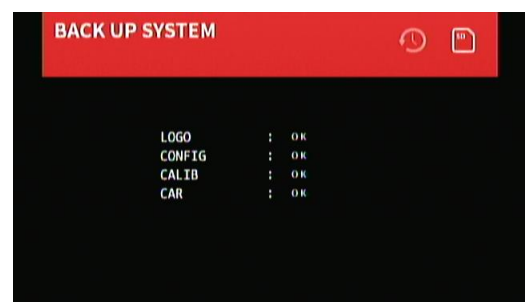 BACK UP SYSTEM
LOGO : OK
CONFIG : OK
CALIB : OK
CAR : OK